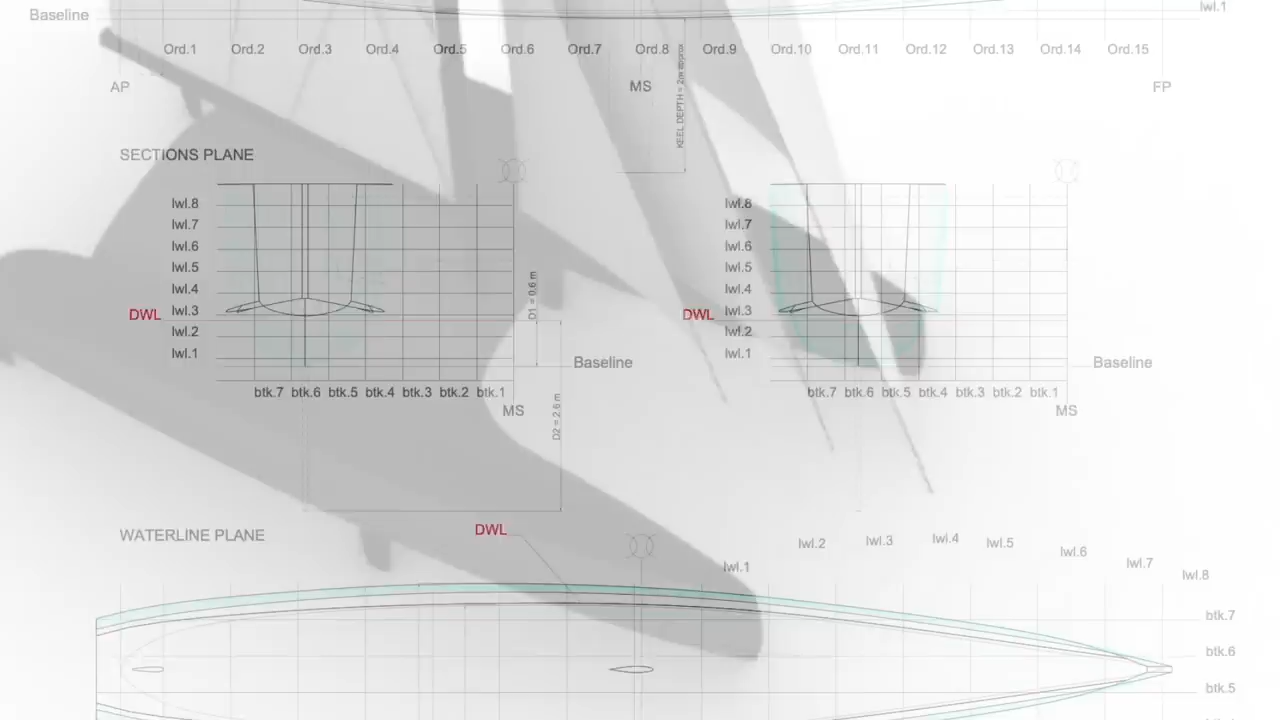 Baseline
lwl.1
Ord.1 Ord.2 Ord.3 Ord.4 Ord.5 Ord.6 Ord.7 Ord.8 Ord.9 Ord.10 Ord.11 Ord.12 Ord.13 Ord.14 Ord.15
KEEL DEPTH = 2m approx
AP MS FP
SECTIONS PLANE
lwl.8
lwl.7
lwl.6
lwl.5
lwl.4
DWL lwl.3
lwl.2
lwl.1
D1 = 0.6 m
Baseline
btk.7 btk.6 btk.5 btk.4 btk.3 btk.2 btk.1
MS
D2 = 2.6 m
lwl.8
lwl.7
lwl.6
lwl.5
lwl.4
DWL lwl.3
lwl.2
lwl.1
Baseline
btk.7 btk.6 btk.5 btk.4 btk.3 btk.2 btk.1
MS
WATERLINE PLANE
DWL
lwl.1 lwl.2 lwl.3 lwl.4 lwl.5 lwl.6 lwl.7 lwl.8
btk.7
btk.6
btk.5